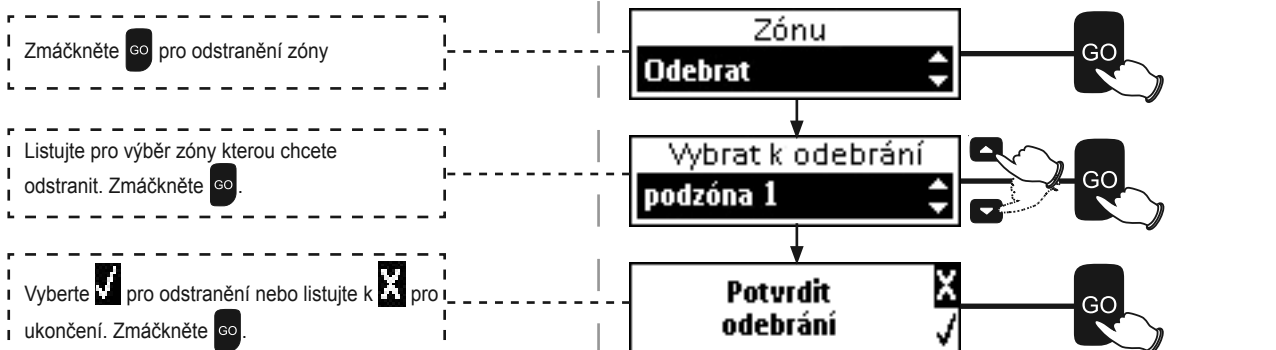 Zmáčkněte GO pro odstranění zóny
Zónu
Odebrat
GO
Listujte pro výběr zóny kterou chcete
odstranit. Zmáčkněte GO.
Vybrat k odebrání
podzóna 1
GO
Vyberte ✓ pro odstranění nebo listujte k X pro
ukončení. Zmáčkněte GO.
Potvrdit X
odebrání ✓
GO